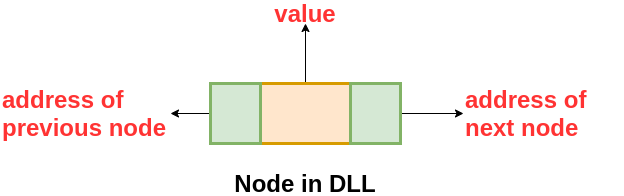 value
address of
previous node
address of
next node
Node in DLL